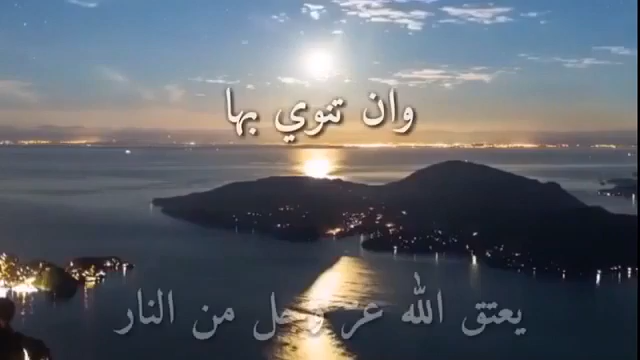 وان تنوي بها
يعتق الله عز وجل من النار